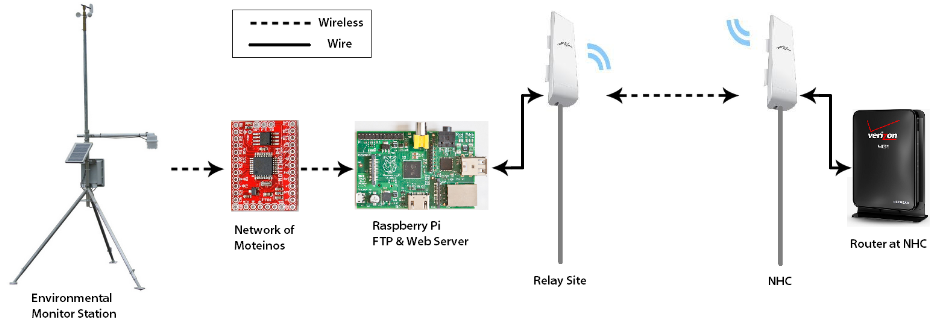 Wireless
Wire
verizon
Network of
Moteinos
Raspberry Pi
FTP & Web Server
Router at NHC
Relay Site
NHC
Environmental
Monitor Station